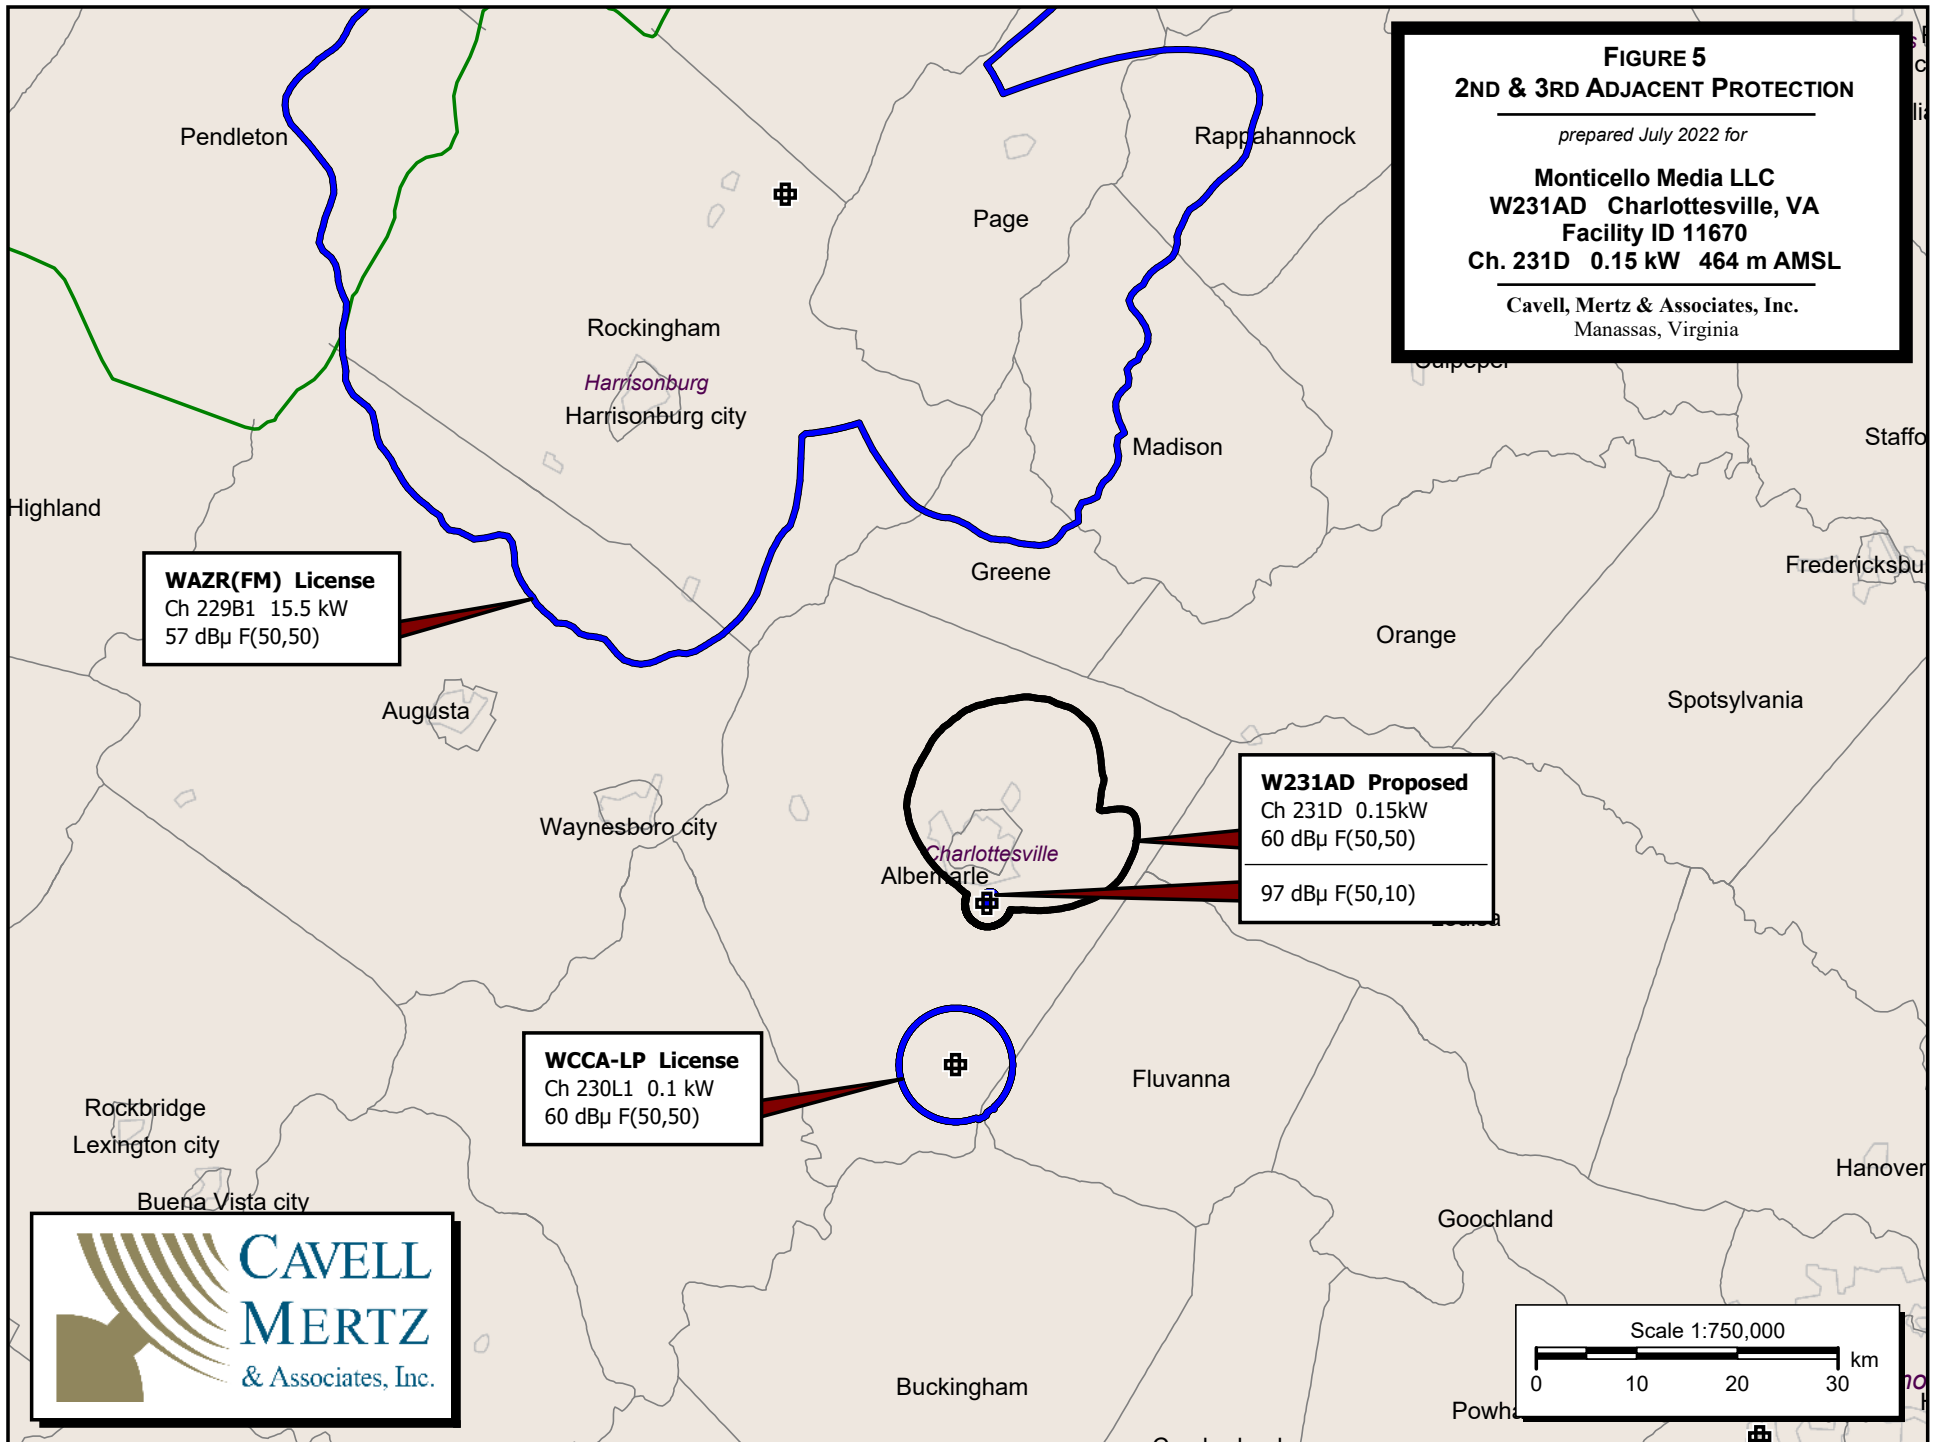 FIGURE 5
2ND & 3RD ADJACENT PROTECTION
prepared July 2022 for
Monticello Media LLC
W231AD Charlottesville, VA
Facility ID 11670
Ch. 231D 0.15 kW 464 m AMSL
Cavell, Mertz & Associates, Inc.
Manassas, Virginia
Pendleton
Rappahannock
Page
Rockingham
Harrisonburg
Harrisonburg city
Culpeper
Madison
Staffo
Highland
Greene
Fredericksbu
WAZR(FM) License
Ch 229B1 15.5 kW
57 dBµ F(50,50)
Orange
Augusta
Spotsylvania
Waynesboro city
Charlottesville
Albemarle
W231AD Proposed
Ch 231D 0.15kW
60 dBµ F(50,50)
97 dBµ F(50,10)
WCCA-LP License
Ch 230L1 0.1 kW
60 dBµ F(50,50)
Fluvanna
Rockbridge
Lexington city
Buena Vista city
Hanover
Goochland
CAVELL
MERTZ
& Associates, Inc.
Buckingham
Scale 1:750,000
km
0 10 20 30
Powha